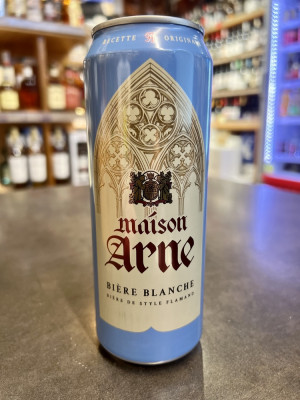 RECETTE ORIGINALE
maison
Arne
BIÈRE BLANCHE
BIÈRE DE STYLE FLAMAND